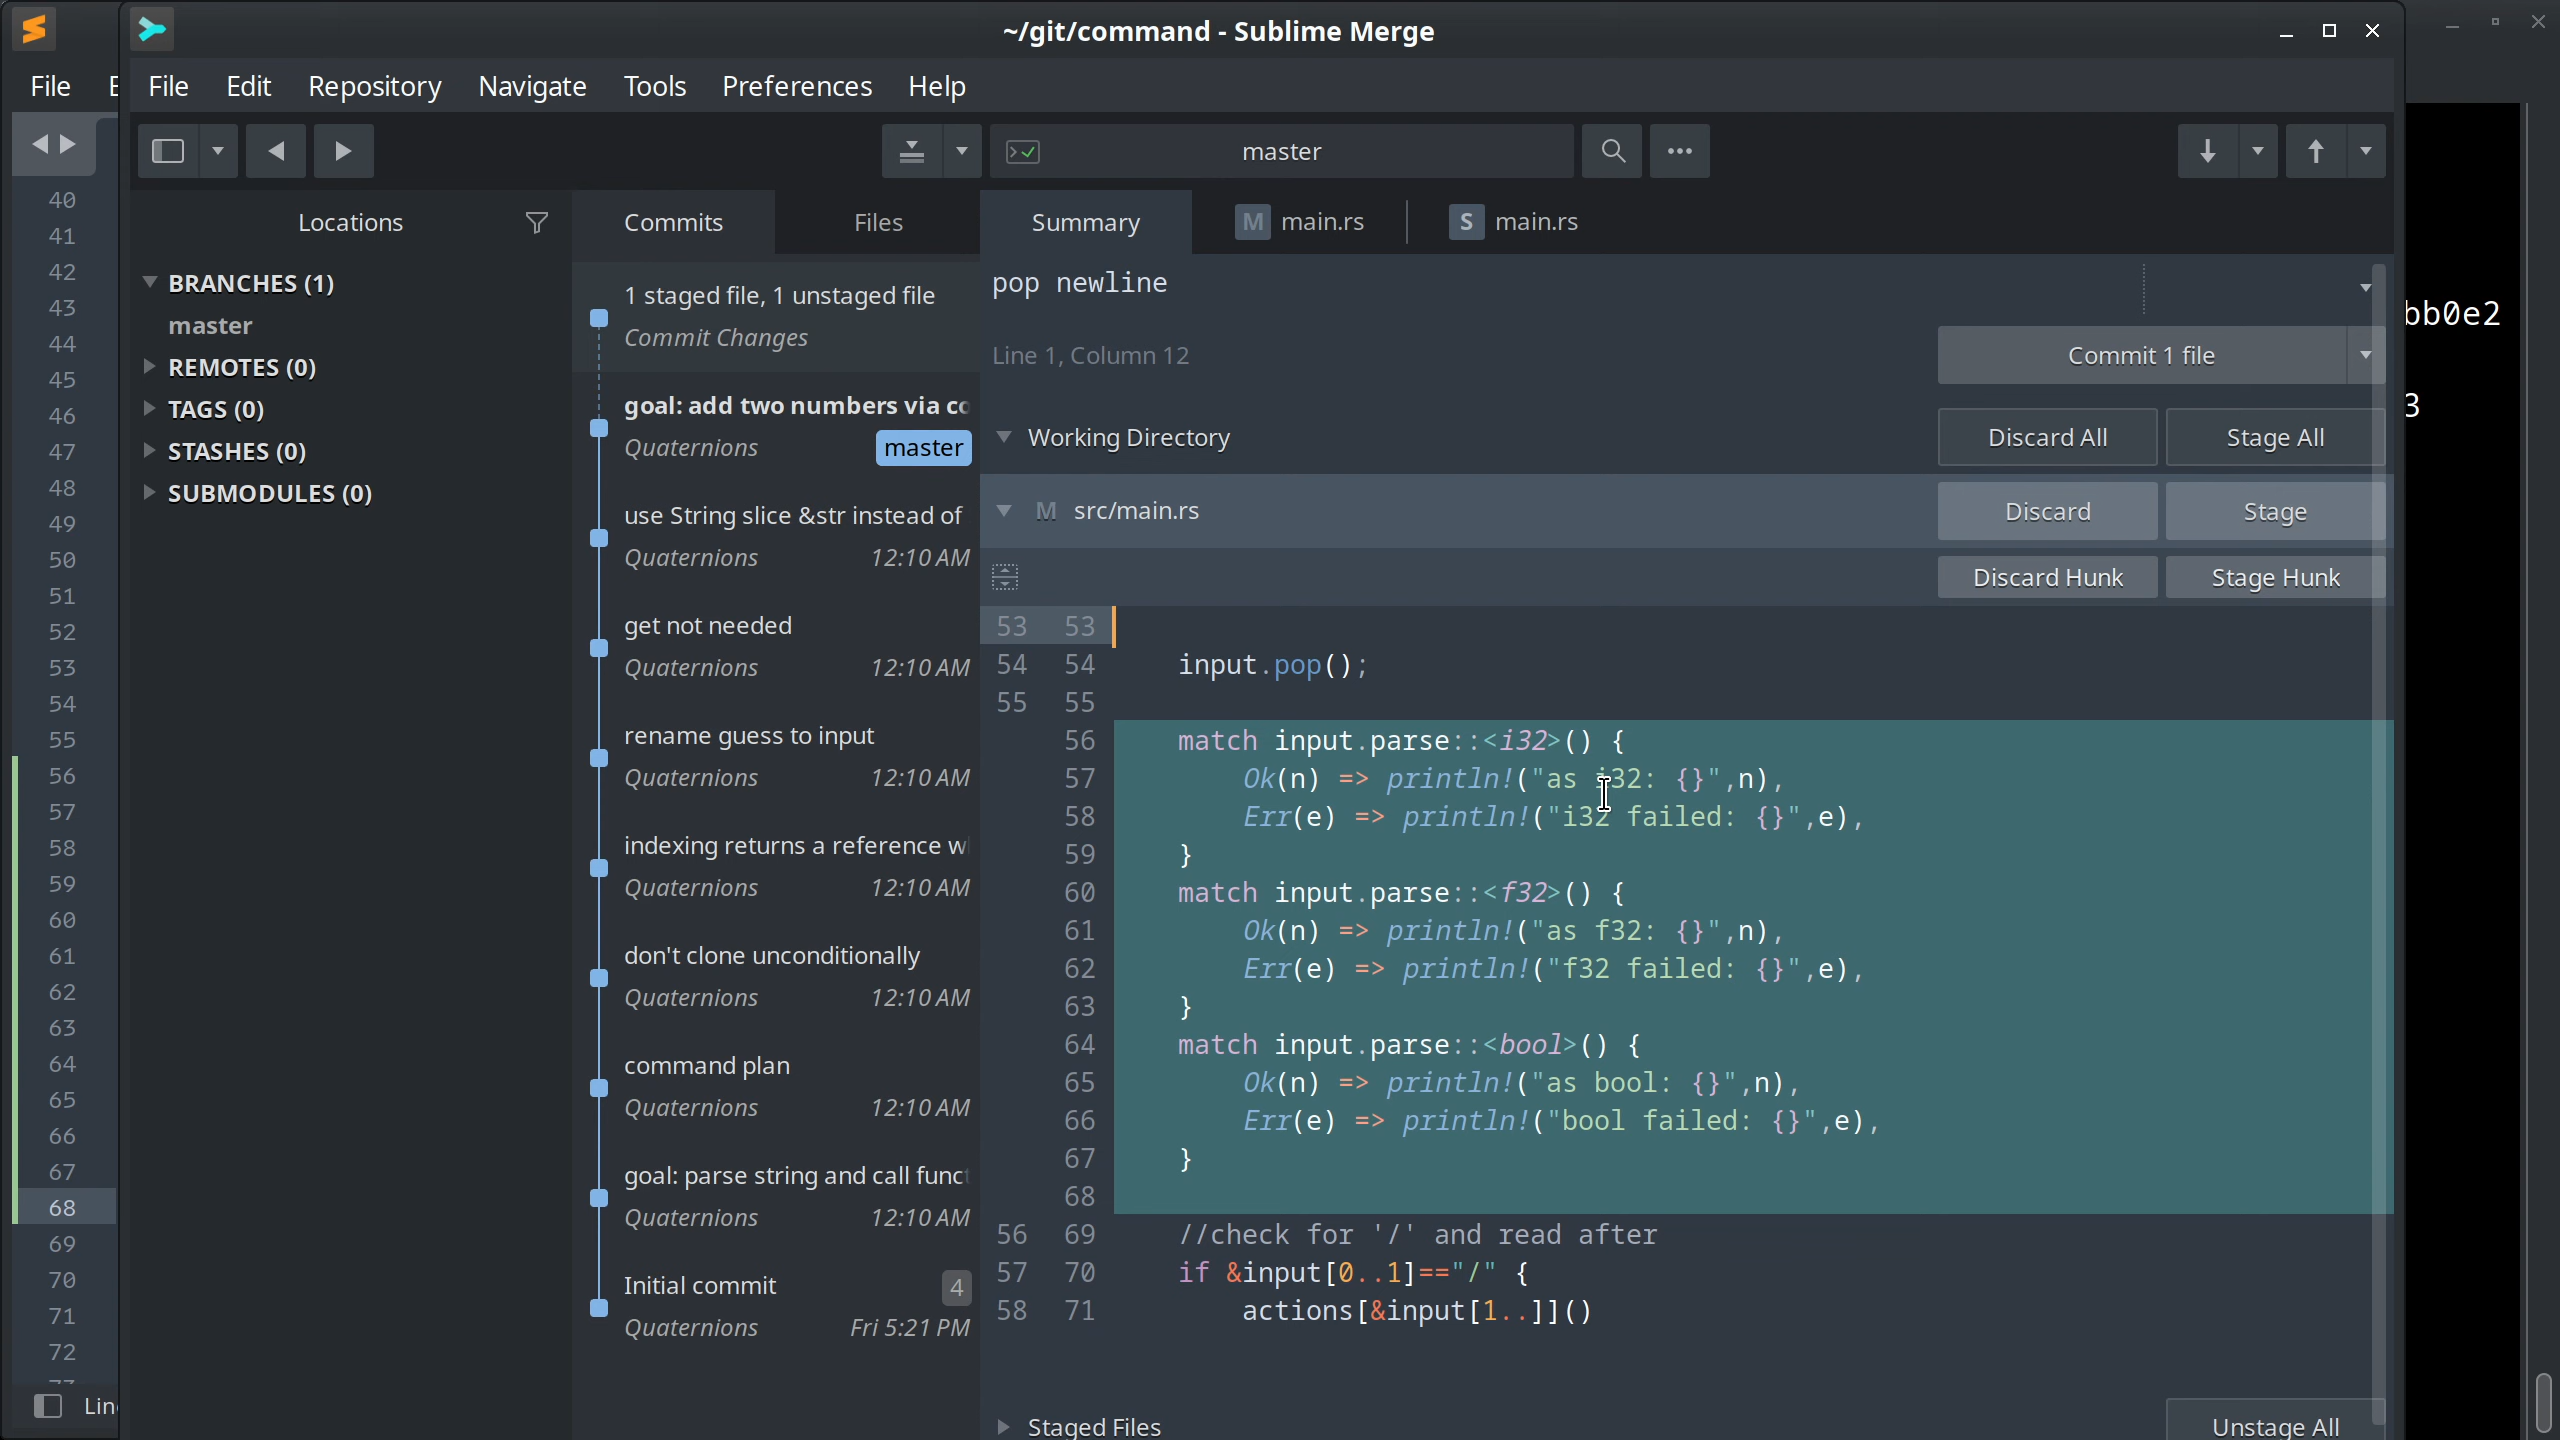 ~/git/command - Sublime Merge
File
File Edit Repository Navigate Tools Preferences Help
master
Locations
BRANCHES (1)
master
REMOTES (0)
TAGS (0)
STASHES (0)
SUBMODULES (0)
Commits Files
1 staged file, 1 unstaged file
Commit Changes
goal: add two numbers via co
Quaternions master
use String slice &str instead of
Quaternions 12:10 AM
get not needed
Quaternions 12:10 AM
rename guess to input
Quaternions 12:10 AM
indexing returns a reference w
Quaternions 12:10 AM
don't clone unconditionally
Quaternions 12:10 AM
command plan
Quaternions 12:10 AM
goal: parse string and call funct
Quaternions 12:10 AM
Initial commit 4
Quaternions Fri 5:21 PM
Summary M main.rs S main.rs
pop newline
Line 1, Column 12
Commit 1 file
Working Directory Discard All Stage All
M src/main.rs Discard Stage
Discard Hunk Stage Hunk
53 53
54 54 input.pop();
55 55
56 match input.parse::<i32>() {
57 Ok(n) => println!("as i32: {}",n),
58 Err(e) => println!("i32 failed: {}",e),
59 }
60 match input.parse::<f32>() {
61 Ok(n) => println!("as f32: {}",n),
62 Err(e) => println!("f32 failed: {}",e),
63 }
64 match input.parse::<bool>() {
65 Ok(n) => println!("as bool: {}",n),
66 Err(e) => println!("bool failed: {}",e),
67 }
68
56 69 //check for '/' and read after
57 70 if &input[0..1]=="/" {
58 71 actions[&input[1..]]()
Staged Files Unstage All
40
41
42
43
44
45
46
47
48
49
50
51
52
53
54
55
56
57
58
59
60
61
62
63
64
65
66
67
68
69
70
71
72
Lin
bb0e2
3